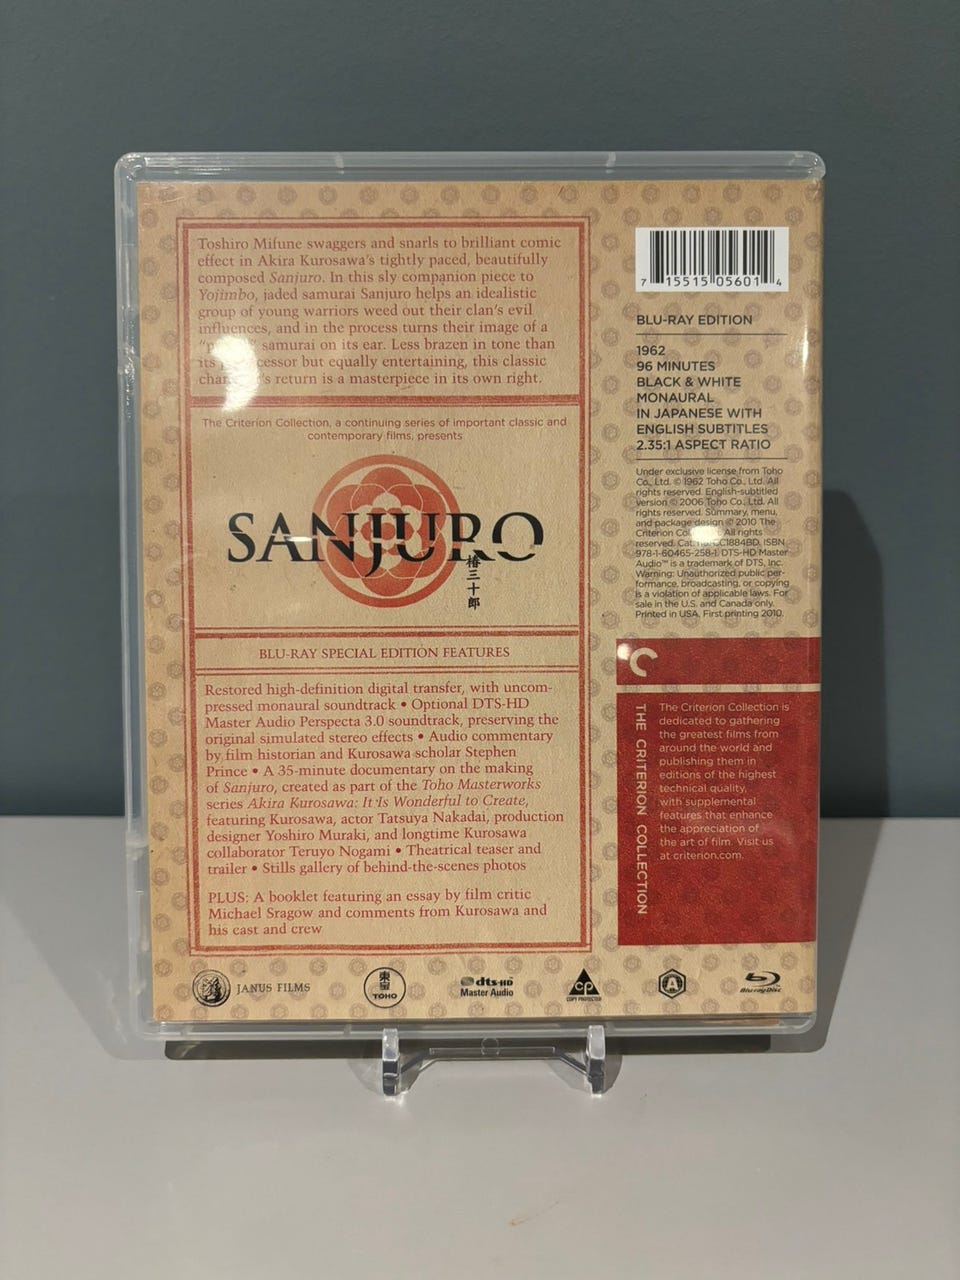 Toshiro Mifune swaggers and snarls to brilliant comic
effect in Akira Kurosawa's tightly paced, beautifully
composed Sanjuro. In this sly companion piece to
Yojimbo, jaded samurai Sanjuro helps an idealistic
group of young warriors weed out their clan's evil
influences, and in the process turns their image of a
samurai on its ear. Less brazen in tone than
its but equally entertaining, this classic
return is a masterpiece in its own right.
The Criterion Collection, a continuing series of important classic and
contemporary films, presents
SANJURO
椿三十郎
BLU-RAY SPECIAL EDITION FEATURES
Restored high-definition digital transfer, with uncom-
pressed monaural soundtrack • Optional DTS-HD
Master Audio Perspecta 3.0 soundtrack, preserving the
original simulated stereo effects • Audio commentary
by film historian and Kurosawa scholar Stephen
Prince • A 35-minute documentary on the making
of Sanjuro, created as part of the Toho Masterworks
series Akira Kurosawa: It Is Wonderful to Create,
featuring Kurosawa, actor Tatsuya Nakadai, production
designer Yoshiro Muraki, and longtime Kurosawa
collaborator Teruyo Nogami • Theatrical teaser and
trailer • Stills gallery of behind-the-scenes photos
PLUS: A booklet featuring an essay by film critic
Michael Sragow and comments from Kurosawa and
his cast and crew
7 15515 05601 4
BLU-RAY EDITION
1962
96 MINUTES
BLACK & WHITE
MONAURAL
IN JAPANESE WITH
ENGLISH SUBTITLES
2.35:1 ASPECT RATIO
Under exclusive license from Toho
Co., Ltd. © 1962 Toho Co., Ltd. All
rights reserved. English-subtitled
version © 2006 Toho Co., Ltd. All
rights reserved. Summary, menu,
and package design © 2010 The
Criterion Collection. All rights
reserved. Cat. no. CC1884BD. ISBN
978-1-60465-258-1. DTS-HD Master
Audio™ is a trademark of DTS, Inc.
Warning: Unauthorized public per-
formance, broadcasting, or copying
is a violation of applicable laws. For
sale in the U.S. and Canada only.
Printed in USA. First printing 2010.
THE CRITERION COLLECTION
The Criterion Collection is
dedicated to gathering
the greatest films from
around the world and
publishing them in
editions of the highest
technical quality,
with supplemental
features that enhance
the appreciation of
the art of film. Visit us
at criterion.com.
JANUS FILMS
東宝
TOHO
dts-HD
Master Audio
CP
COPY PROTECTED
A
Blu-ray Disc